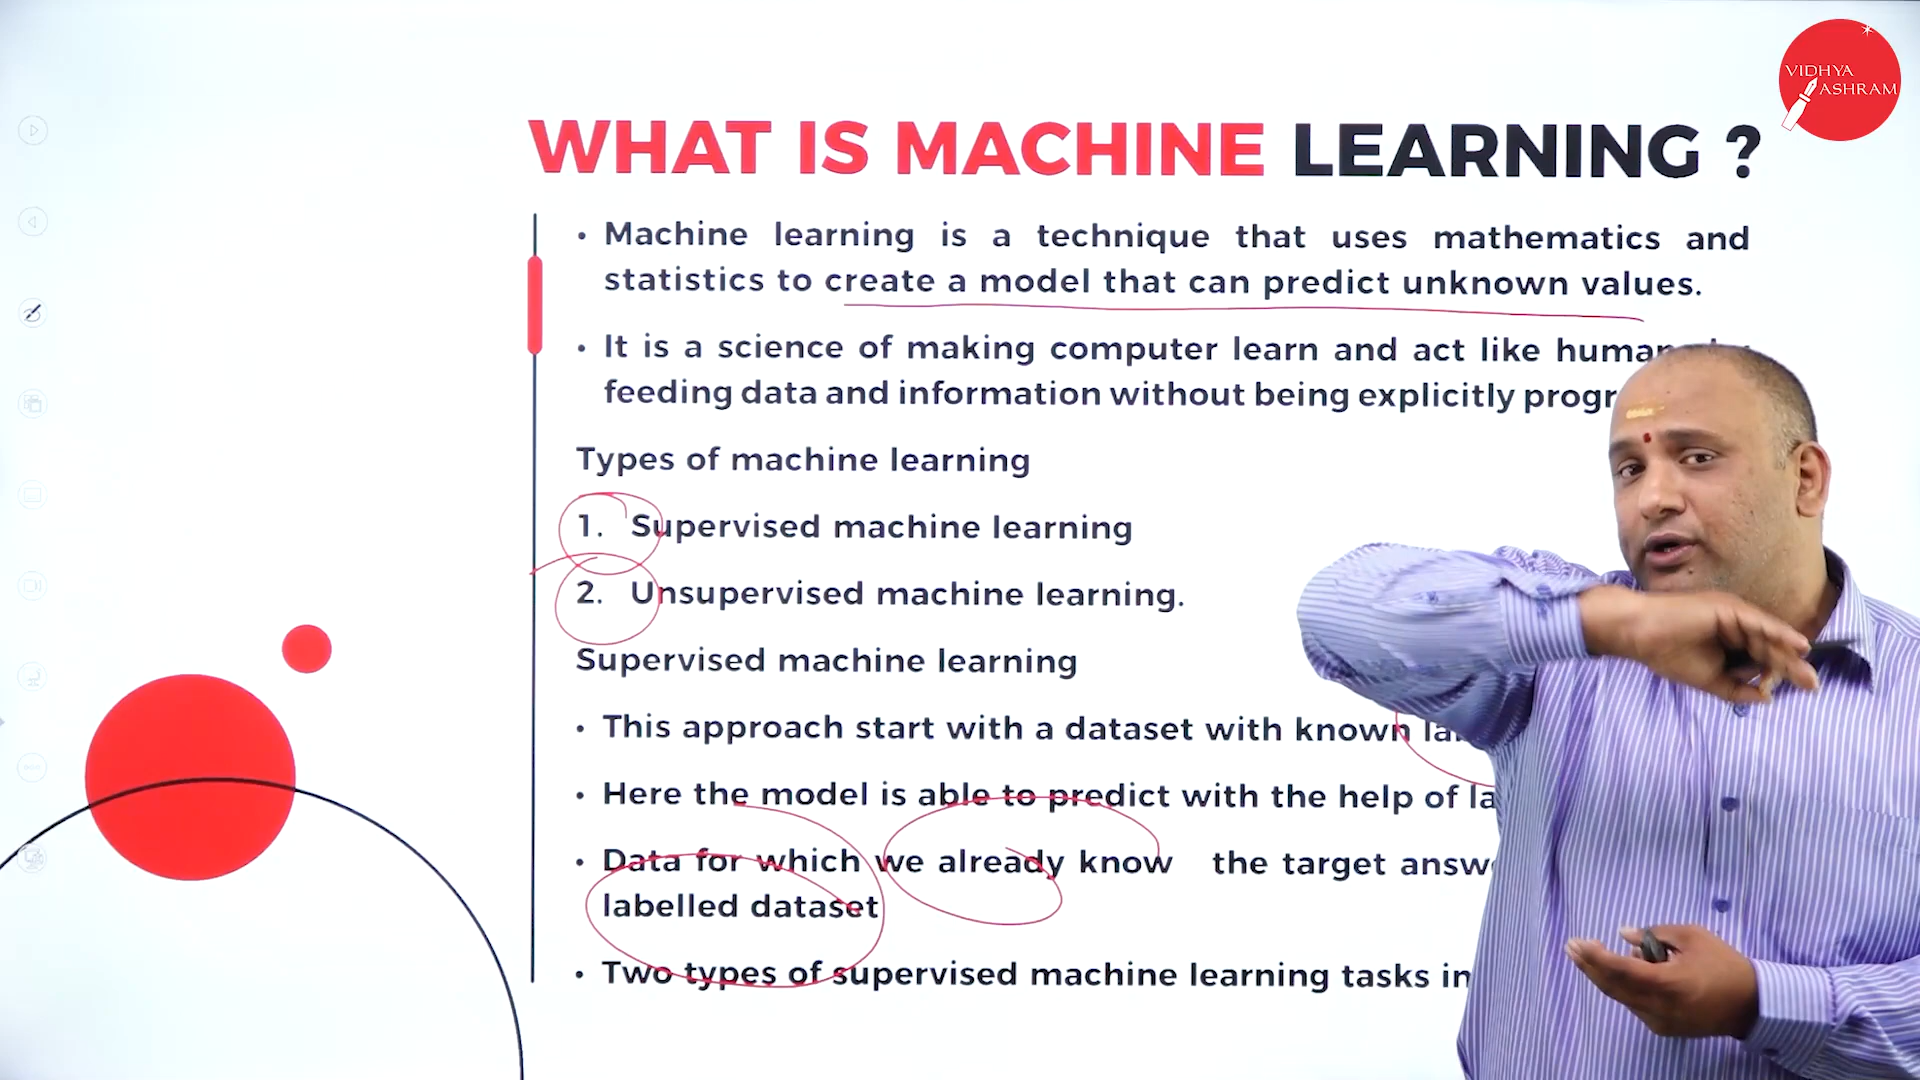 VIDHYA
ASHRAM
WHAT IS MACHINE LEARNING ?
• Machine learning is a technique that uses mathematics and
statistics to create a model that can predict unknown values.
• It is a science of making computer learn and act like
feeding data and information without being explicitly
Types of machine learning
1. Supervised machine learning
2. Unsupervised machine learning.
Supervised machine learning
• This approach start with a dataset with known
• Here the model is able to predict with the help of
• Data for which we already know the target
labelled dataset
• Two types of supervised machine learning tasks